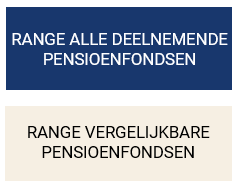 RANGE ALLE DEELNEMENDE
PENSIOENFONDSEN
RANGE VERGELIJKBARE
PENSIOENFONDSEN